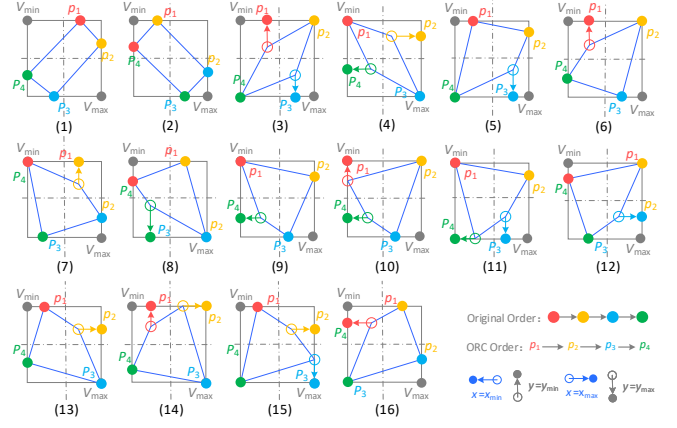 Vmin p1 p2 P4 P3 Vmax (1)
Vmin p1 P4 p2 P3 Vmax (2)
Vmin p1 p2 P4 P3 Vmax (3)
Vmin p1 p2 P4 P3 Vmax (4)
Vmin p1 p2 P4 P3 Vmax (5)
Vmin p1 p2 P4 P3 Vmax (6)
Vmin p1 P4 p2 P3 Vmax (7)
Vmin p1 p2 P4 P3 Vmax (8)
Vmin p1 p2 P4 P3 Vmax (9)
Vmin p1 p2 P4 P3 Vmax (10)
Vmin p1 p2 P4 P3 Vmax (11)
Vmin p1 p2 P4 P3 Vmax (12)
Vmin p1 p2 P4 P3 Vmax (13)
Vmin p1 p2 P4 P3 Vmax (14)
Vmin p1 p2 P4 P3 Vmax (15)
Vmin p1 P4 p2 P3 Vmax (16)
Original Order:
ORC Order: p1 p2 p3 p4
x=xmin y=ymin x=xmax y=ymax